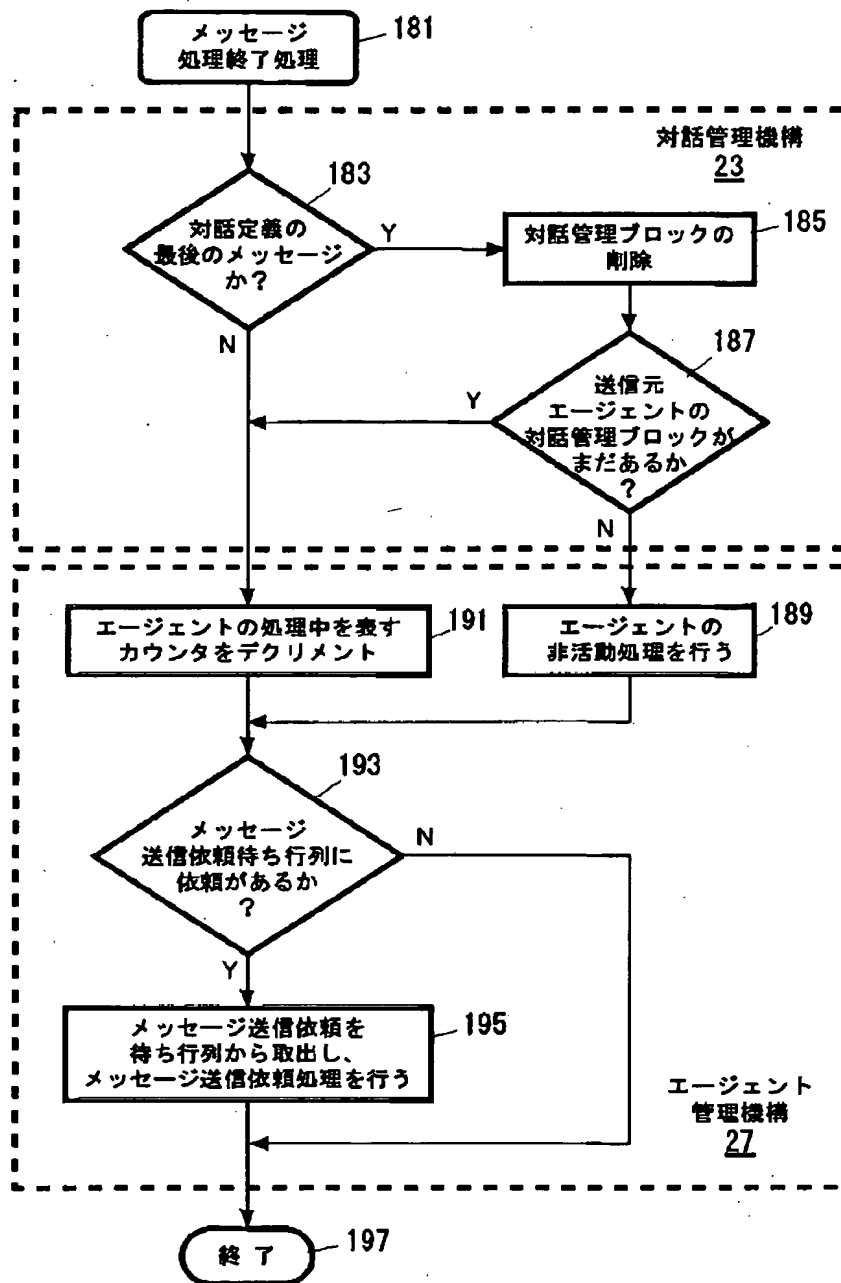 メッセージ
処理終了処理
181
対話管理機構
23
183
対話定義の
最後のメッセージ
か?
Y
N
対話管理ブロックの
削除
185
187
送信元
エージェントの
対話管理ブロックが
まだあるか
?
Y
N
エージェントの処理中を表す
カウンタをデクリメント
191
エージェントの
非活動処理を行う
189
193
メッセージ
送信依頼待ち行列に
依頼があるか
?
N
Y
メッセージ送信依頼を
待ち行列から取出し、
メッセージ送信依頼処理を行う
195
エージェント
管理機構
27
終了
197